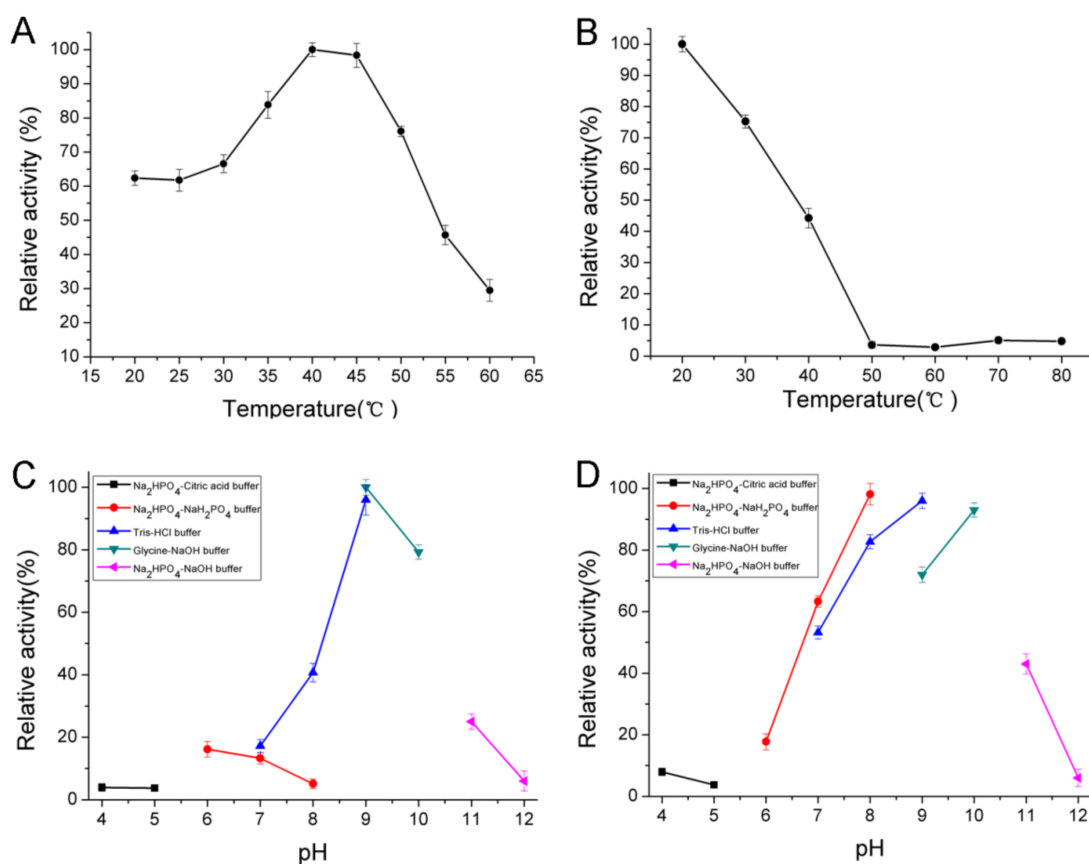 A
Relative activity (%)
100
90
80
70
60
50
40
30
20
10
15 20 25 30 35 40 45 50 55 60 65
Temperature(℃)
B
Relative activity(%)
100
90
80
70
60
50
40
30
20
10
0
20 30 40 50 60 70 80
Temperature(℃)
C
Na₂HPO₄-Citric acid buffer
Na₂HPO₄-NaH₂PO₄ buffer
Tris-HCl buffer
Glycine-NaOH buffer
Na₂HPO₄-NaOH buffer
Relative activity(%)
100
80
60
40
20
0
4 5 6 7 8 9 10 11 12
pH
D
Na₂HPO₄-Citric acid buffer
Na₂HPO₄-NaH₂PO₄ buffer
Tris-HCl buffer
Glycine-NaOH buffer
Na₂HPO₄-NaOH buffer
Relative activity(%)
100
80
60
40
20
0
4 5 6 7 8 9 10 11 12
pH